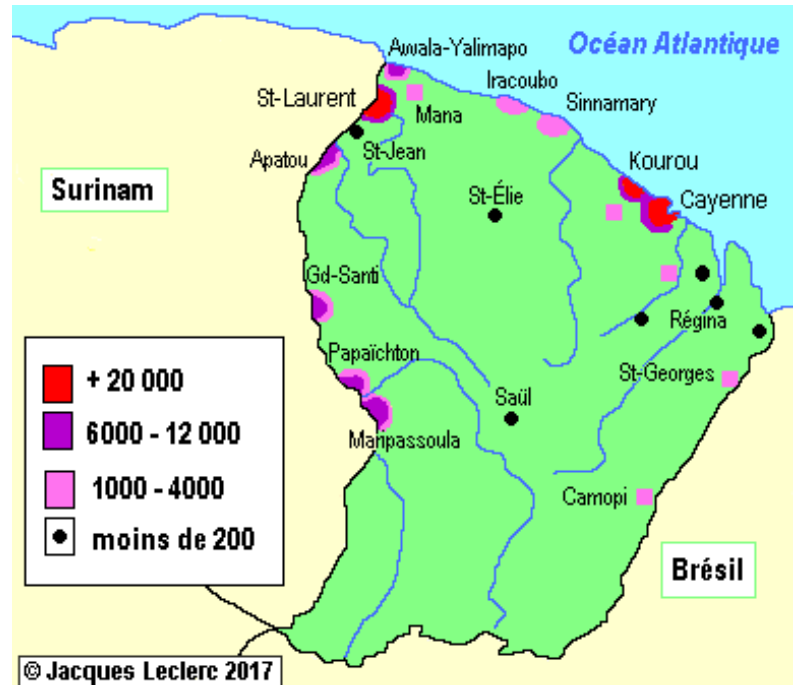 Awala-Yalimapo
Océan Atlantique
Iracoubo
St-Laurent
Sinnamary
Mana
St-Jean
Kourou
Apatou
Surinam
St-Élie
Cayenne
Gd-Santi
Régina
Papaïchton
St-Georges
+ 20 000
Saül
6000 - 12 000
Maripassoula
1000 - 4000
Camopi
moins de 200
Brésil
© Jacques Leclerc 2017